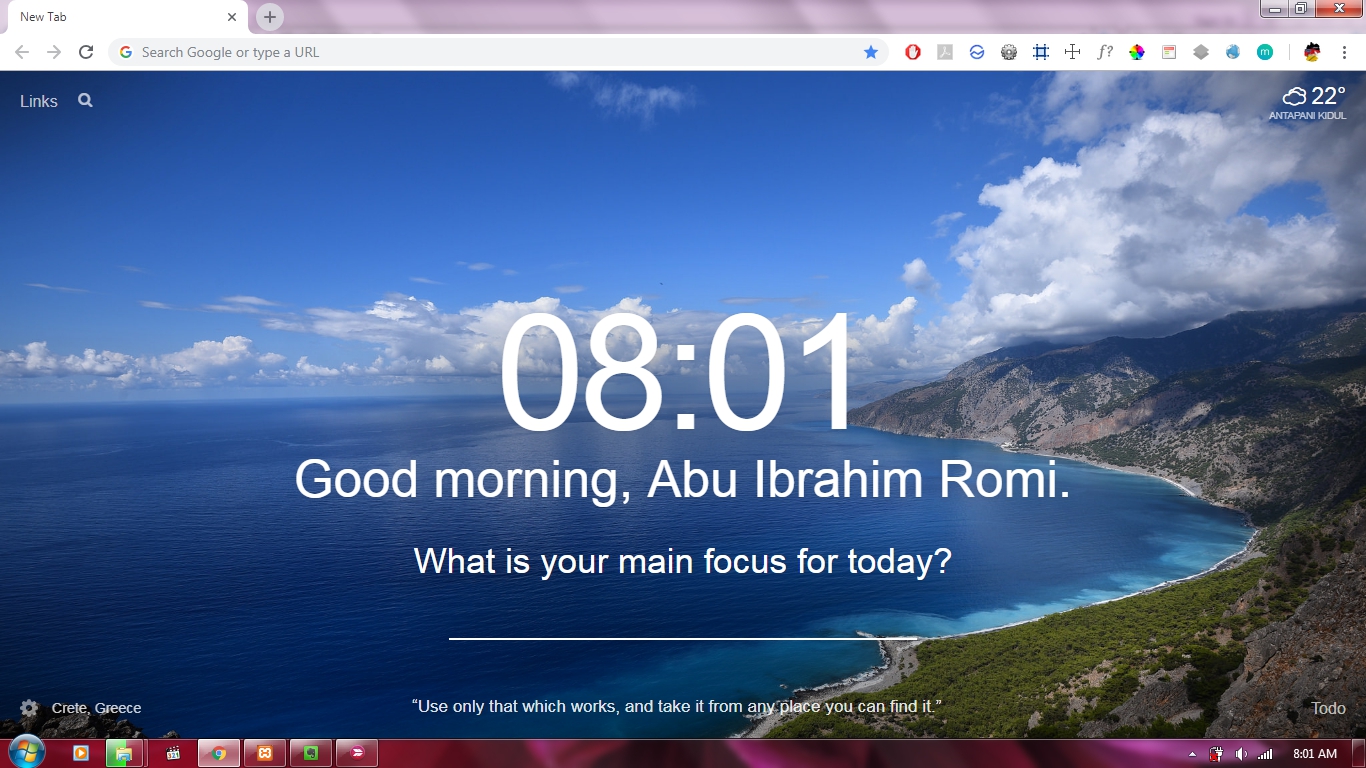 New Tab
Search Google or type a URL
Links
22°
ANTAPANI KIDUL
08:01
Good morning, Abu Ibrahim Romi.
What is your main focus for today?
Crete, Greece
“Use only that which works, and take it from any place you can find it.”
Todo
8:01 AM